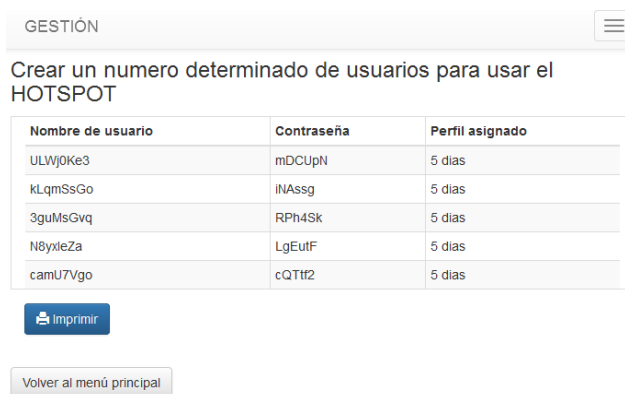 GESTIÓN
Crear un numero determinado de usuarios para usar el
HOTSPOT
Nombre de usuario Contraseña Perfil asignado
ULWj0Ke3 mDCUpN 5 dias
kLqmSsGo iNAssg 5 dias
3guMsGvq RPh4Sk 5 dias
N8yxleZa LgEutF 5 dias
camU7Vgo cQTtf2 5 dias
Imprimir
Volver al menú principal